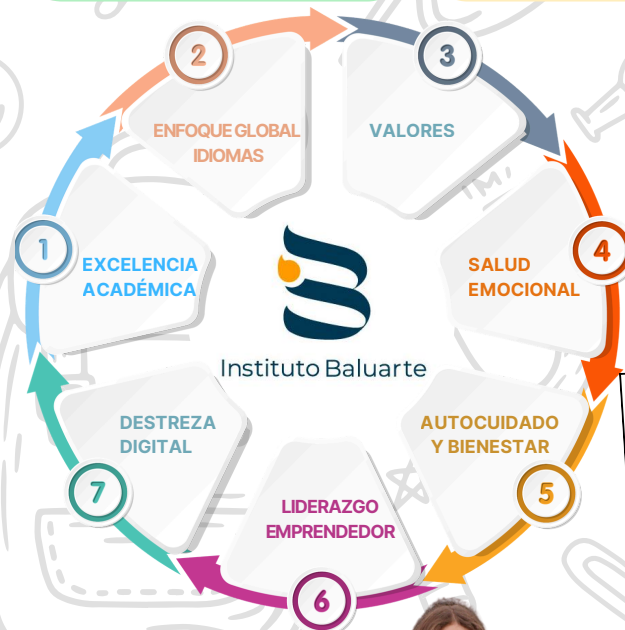 1
EXCELENCIA
ACADÉMICA
2
ENFOQUE GLOBAL
IDIOMAS
3
VALORES
4
SALUD
EMOCIONAL
5
AUTOCUIDADO
Y BIENESTAR
6
LIDERAZGO
EMPRENDEDOR
7
DESTREZA
DIGITAL
Instituto Baluarte